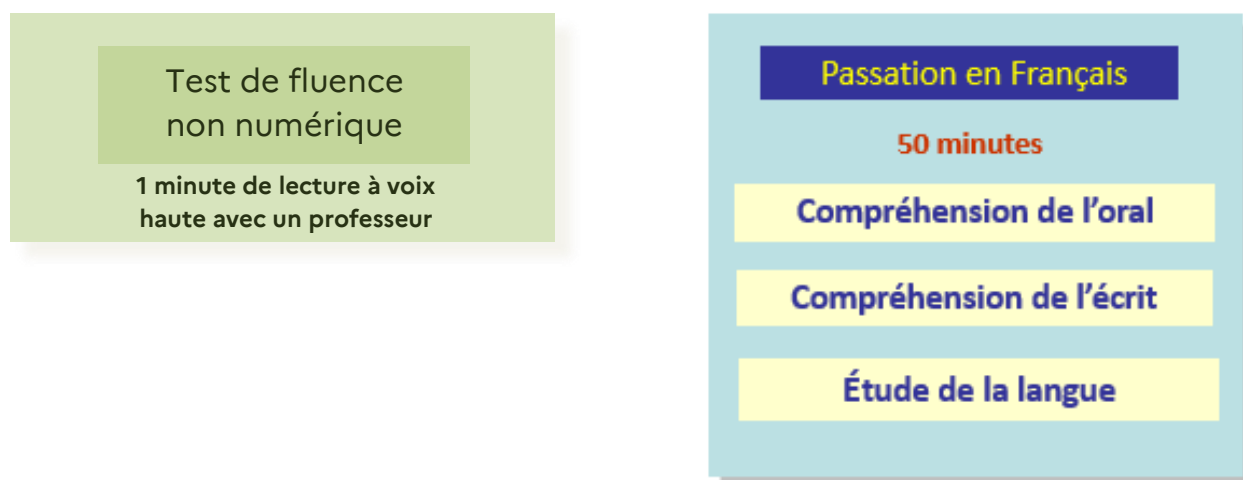 Test de fluence
non numérique
1 minute de lecture à voix
haute avec un professeur
Passation en Français
50 minutes
Compréhension de l'oral
Compréhension de l'écrit
Étude de la langue